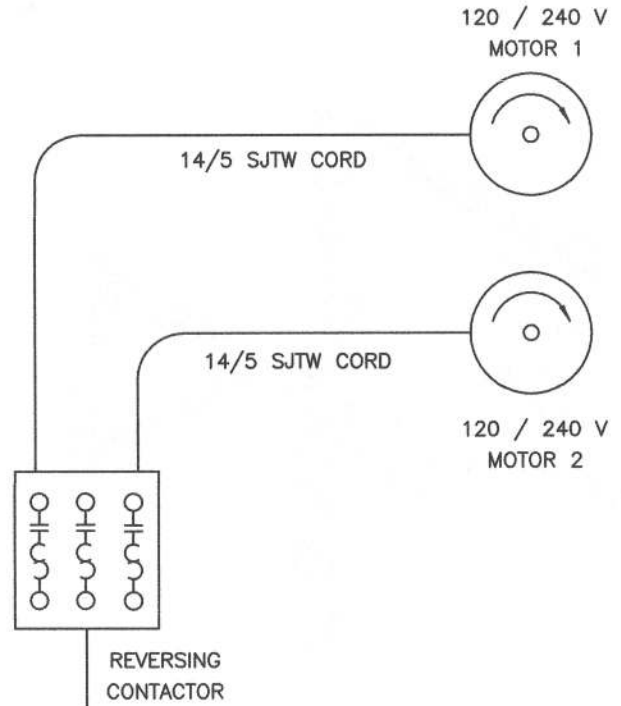 120 / 240 V
MOTOR 1
14/5 SJTW CORD
14/5 SJTW CORD
120 / 240 V
MOTOR 2
REVERSING
CONTACTOR